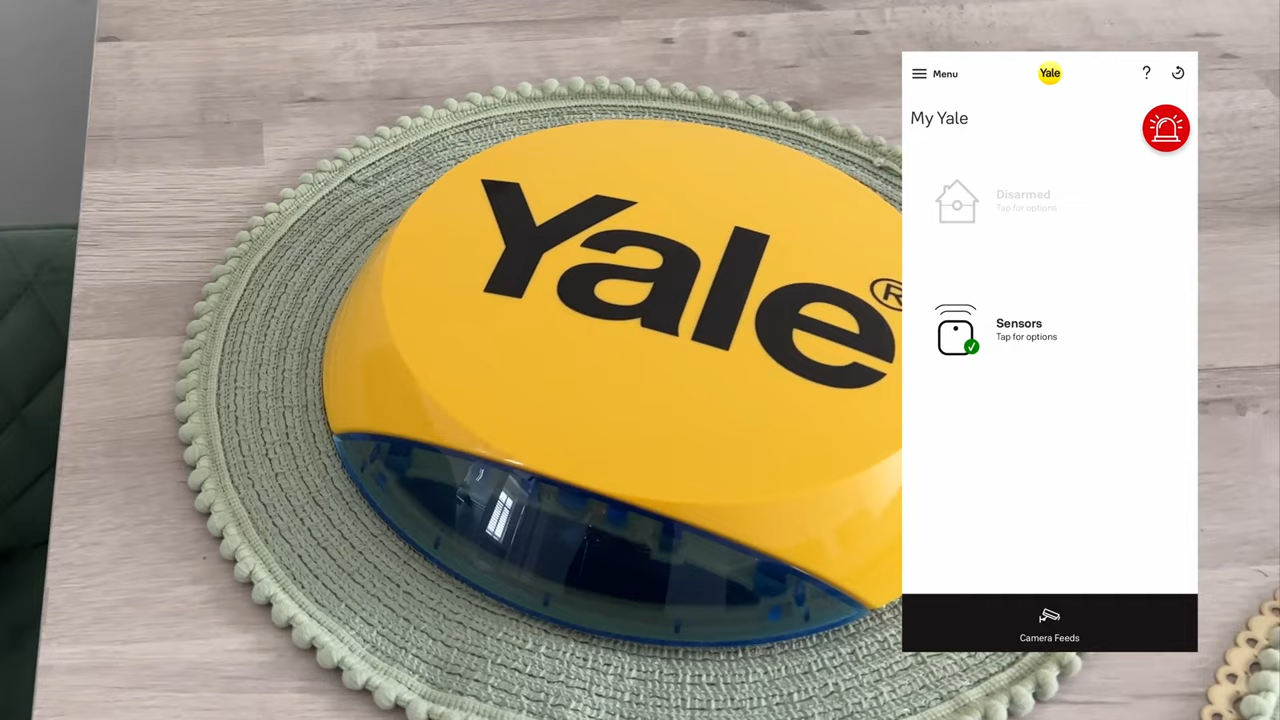 Yale®
Menu
Yale
?
My Yale
Disarmed
Tap for options
Sensors
Tap for options
Camera Feeds